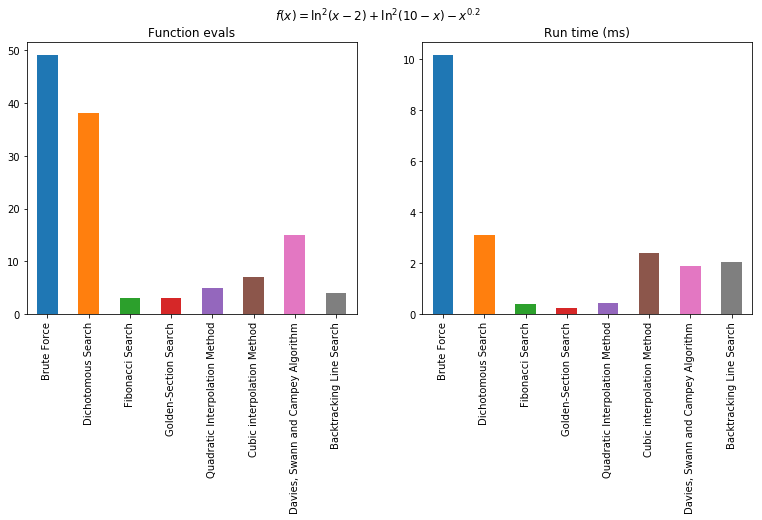 f(x) = ln²(x − 2) + ln²(10 − x) − x⁰·²
Function evals
50
40
30
20
10
0
Brute Force
Dichotomous Search
Fibonacci Search
Golden-Section Search
Quadratic Interpolation Method
Cubic interpolation Method
Davies, Swann and Campey Algorithm
Backtracking Line Search
Run time (ms)
10
8
6
4
2
0
Brute Force
Dichotomous Search
Fibonacci Search
Golden-Section Search
Quadratic Interpolation Method
Cubic interpolation Method
Davies, Swann and Campey Algorithm
Backtracking Line Search